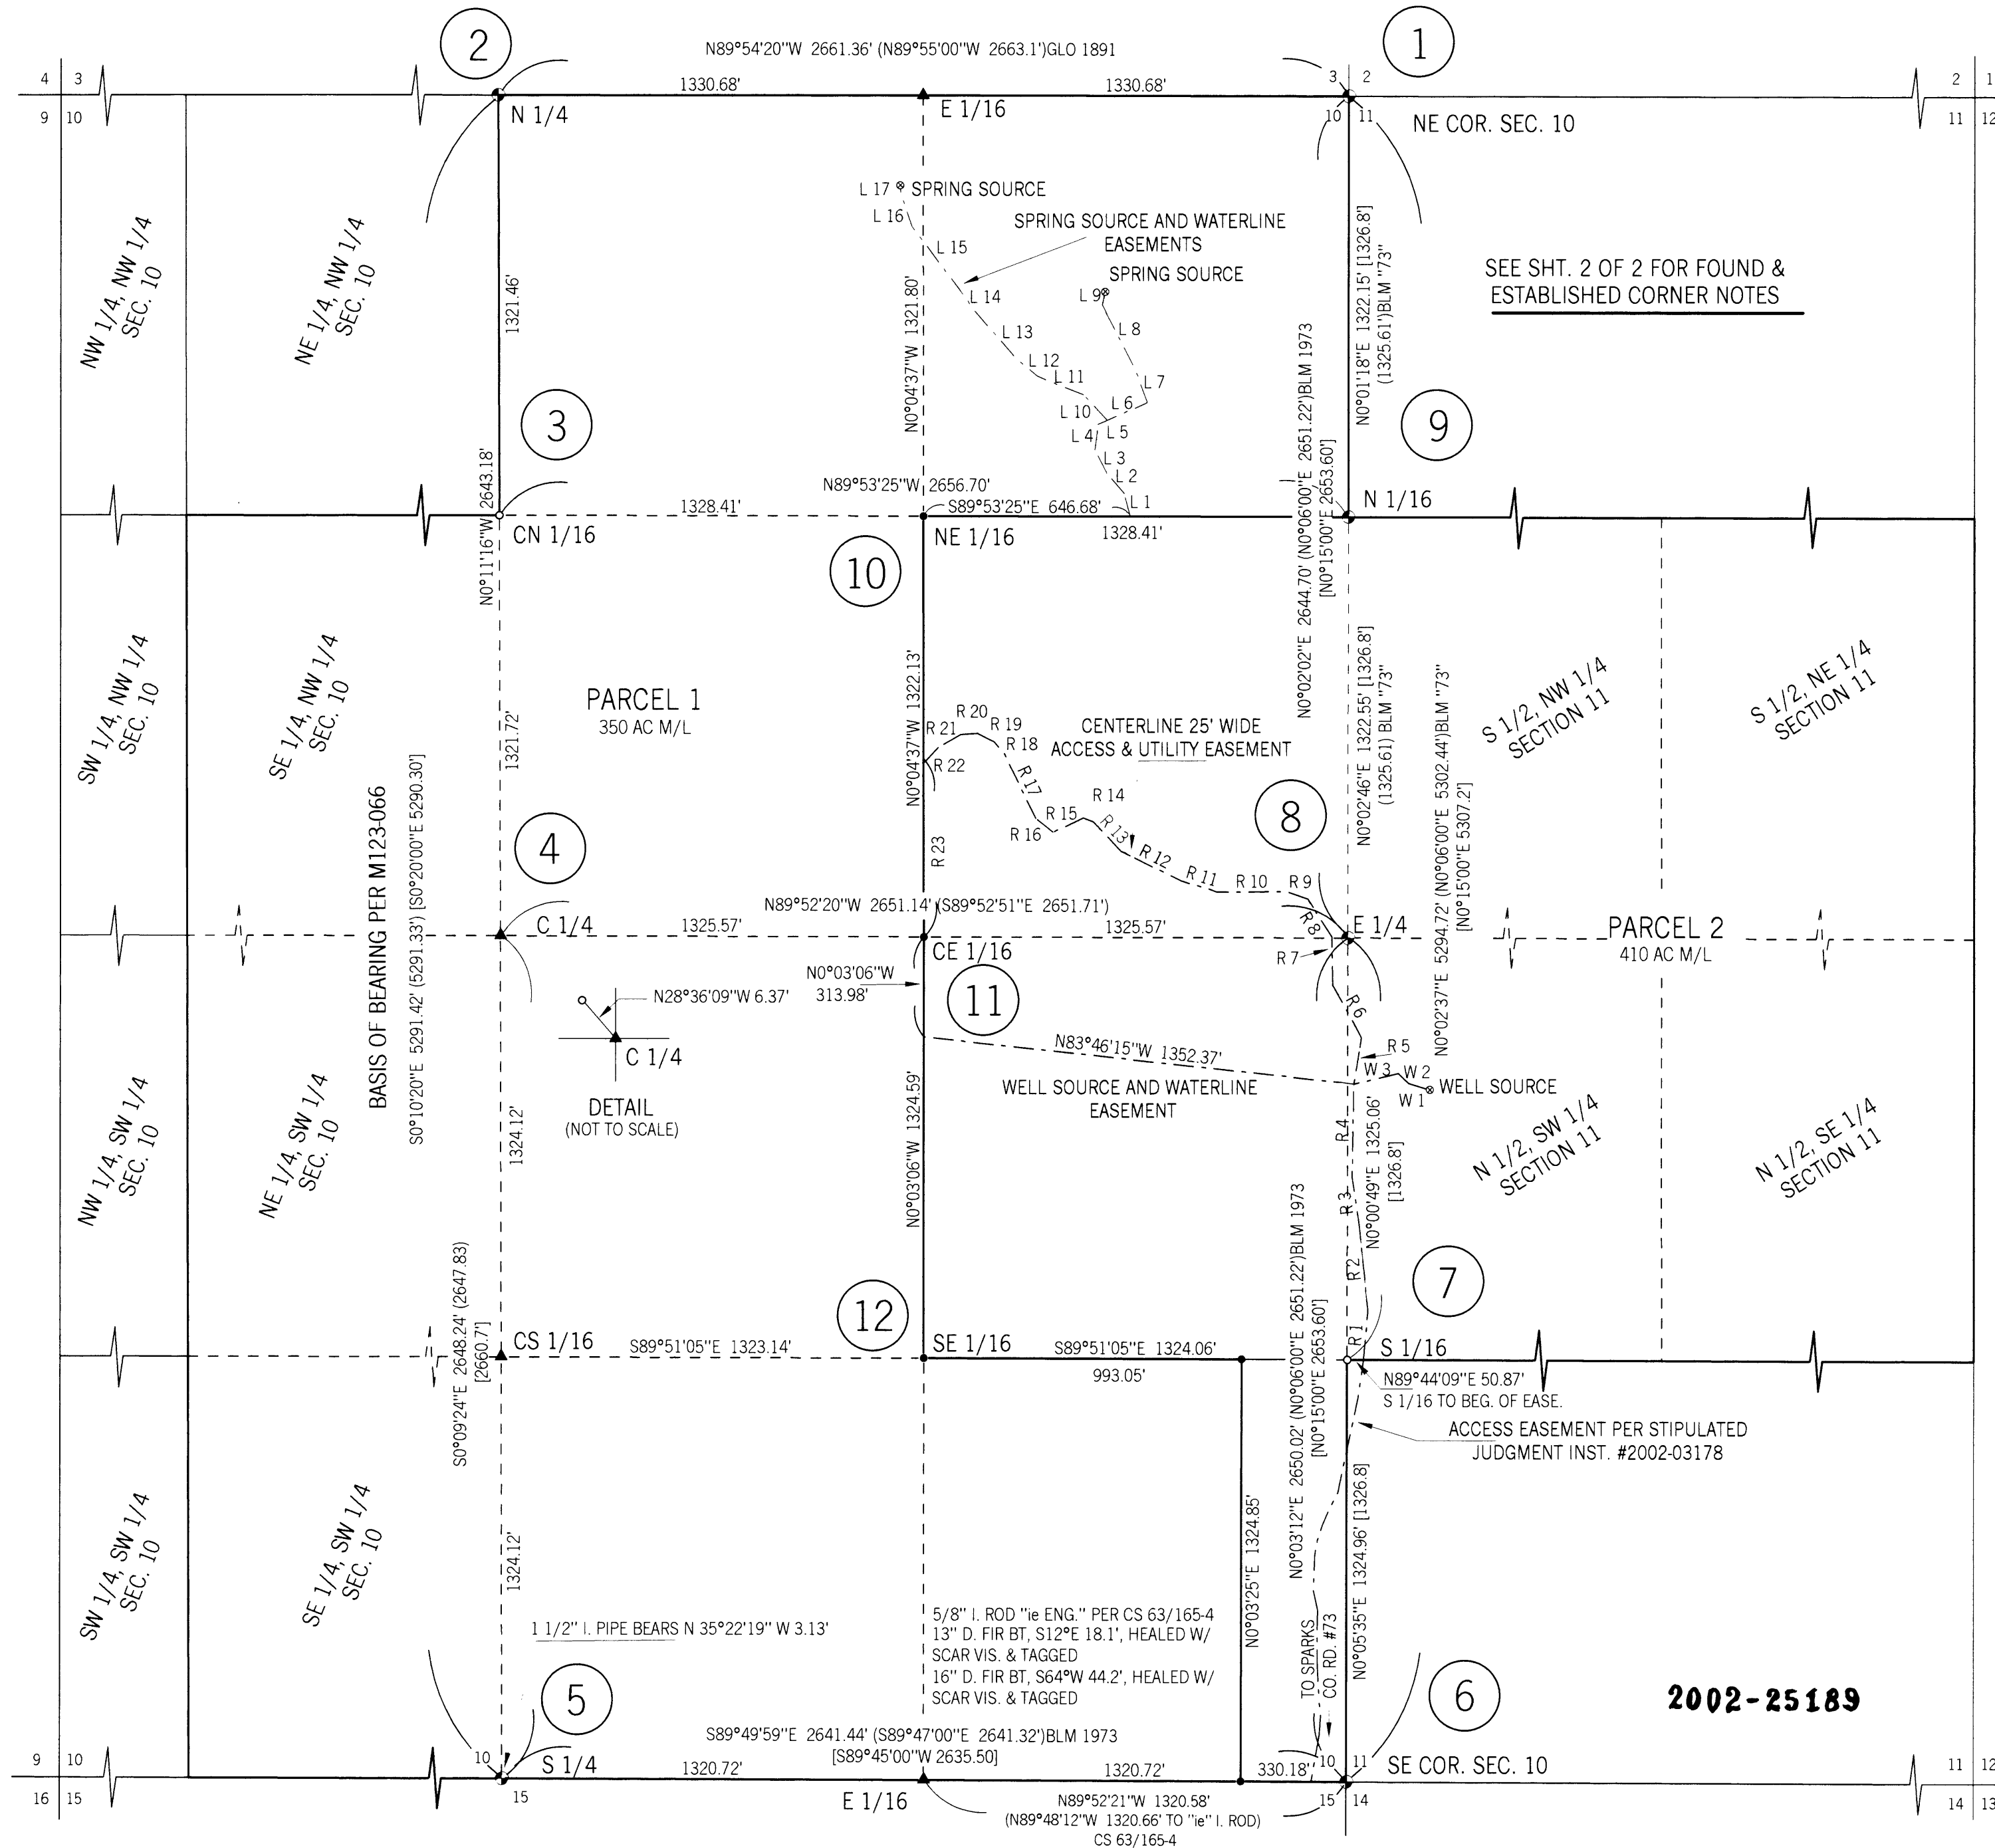 2
1
N89°54'20"W 2661.36' (N89°55'00"W 2663.1')GLO 1891
4 3
9 10
1330.68'
1330.68'
3 2
10 11
2 1
11 12
N 1/4
E 1/16
NE COR. SEC. 10
L 17
SPRING SOURCE
L 16
SPRING SOURCE AND WATERLINE
EASEMENTS
L 15
SPRING SOURCE
L 9
L 14
L 8
L 13
L 12
L 11
L 7
L 10
L 6
L 4
L 5
L 3
L 2
L 1
NW 1/4, NW 1/4
SEC. 10
NE 1/4, NW 1/4
SEC. 10
1321.46'
N0°04'37"W 1321.80'
N0°01'18"E 1322.15' [1326.8']
(1325.61')BLM "73"
SEE SHT. 2 OF 2 FOR FOUND &
ESTABLISHED CORNER NOTES
3
9
N0°11'16"W 2643.18'
N0°02'02"E 2644.70' (N0°06'00"E 2651.22')BLM 1973
[N0°15'00"E 2653.60']
N89°53'25"W 2656.70'
1328.41'
S89°53'25"E 646.68'
1328.41'
N 1/16
CN 1/16
NE 1/16
10
SW 1/4, NW 1/4
SEC. 10
SE 1/4, NW 1/4
SEC. 10
PARCEL 1
350 AC M/L
1321.72'
N0°04'37"W 1322.13'
R 21
R 20
R 19
R 18
R 22
R 17
R 14
R 15
R 16
R 13
R 12
R 11
R 10
R 9
R 8
R 23
CENTERLINE 25' WIDE
ACCESS & UTILITY EASEMENT
N0°02'46"E 1322.55' [1326.8']
(1325.61) BLM "73"
S 1/2, NW 1/4
SECTION 11
S 1/2, NE 1/4
SECTION 11
8
4
BASIS OF BEARING PER M123-066
S0°10'20"E 5291.42' (5291.33') [S0°20'00"E 5290.30']
N0°02'37"E 5294.72' (N0°06'00"E 5302.44')BLM "73"
[N0°15'00"E 5307.2']
N89°52'20"W 2651.14' (S89°52'51"E 2651.71')
C 1/4
1325.57'
1325.57'
E 1/4
CE 1/16
R 7
PARCEL 2
410 AC M/L
N0°03'06"W
313.98'
11
N28°36'09"W 6.37'
C 1/4
DETAIL
(NOT TO SCALE)
N83°46'15"W 1352.37'
WELL SOURCE AND WATERLINE
EASEMENT
R 6
R 5
W 3
W 2
W 1
WELL SOURCE
NW 1/4, SW 1/4
SEC. 10
NE 1/4, SW 1/4
SEC. 10
1324.12'
N0°03'06"W 1324.59'
R 4
R 3
R 2
R 1
N0°00'49"E 1325.06'
[1326.8']
N 1/2, SW 1/4
SECTION 11
N 1/2, SE 1/4
SECTION 11
7
12
S0°09'24"E 2648.24' (2647.83)
[2660.7']
CS 1/16
S89°51'05"E 1323.14'
SE 1/16
S89°51'05"E 1324.06'
993.05'
S 1/16
N89°44'09"E 50.87'
S 1/16 TO BEG. OF EASE.
ACCESS EASEMENT PER STIPULATED
JUDGMENT INST. #2002-03178
N0°03'12"E 2650.02' (N0°06'00"E 2651.22')BLM 1973
[N0°15'00"E 2653.60']
SW 1/4, SW 1/4
SEC. 10
SE 1/4, SW 1/4
SEC. 10
1324.12'
N0°03'25"E 1324.85'
N0°05'35"E 1324.96' [1326.8]
1 1/2" I. PIPE BEARS N 35°22'19" W 3.13'
5/8" I. ROD "ie ENG." PER CS 63/165-4
13" D. FIR BT, S12°E 18.1', HEALED W/
SCAR VIS. & TAGGED
16" D. FIR BT, S64°W 44.2', HEALED W/
SCAR VIS. & TAGGED
TO SPARKS
CO. RD. #73
5
6
2002-25189
S89°49'59"E 2641.44' (S89°47'00"E 2641.32')BLM 1973
[S89°45'00"W 2635.50]
9 10
16 15
10
15
S 1/4
1320.72'
1320.72'
330.18'
10 11
15 14
SE COR. SEC. 10
11 12
14 13
E 1/16
N89°52'21"W 1320.58'
(N89°48'12"W 1320.66' TO "ie" I. ROD)
CS 63/165-4